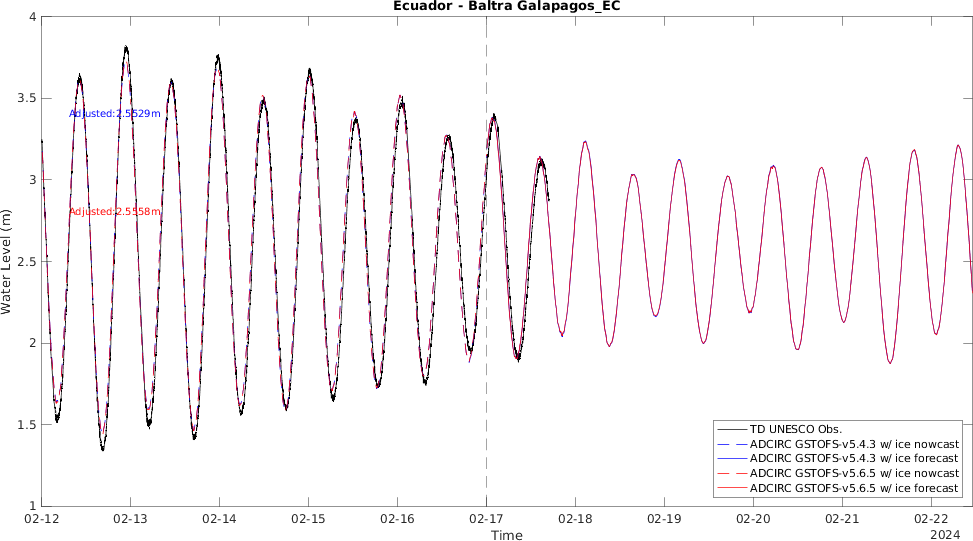 Ecuador - Baltra Galapagos_EC
4
3.5
3
2.5
2
1.5
1
Water Level (m)
Adjusted:2.5529m
Adjusted:2.5558m
TD UNESCO Obs.
ADCIRC GSTOFS-v5.4.3 w/ ice nowcast
ADCIRC GSTOFS-v5.4.3 w/ ice forecast
ADCIRC GSTOFS-v5.6.5 w/ ice nowcast
ADCIRC GSTOFS-v5.6.5 w/ ice forecast
02-12 02-13 02-14 02-15 02-16 02-17 02-18 02-19 02-20 02-21 02-22
Time
2024